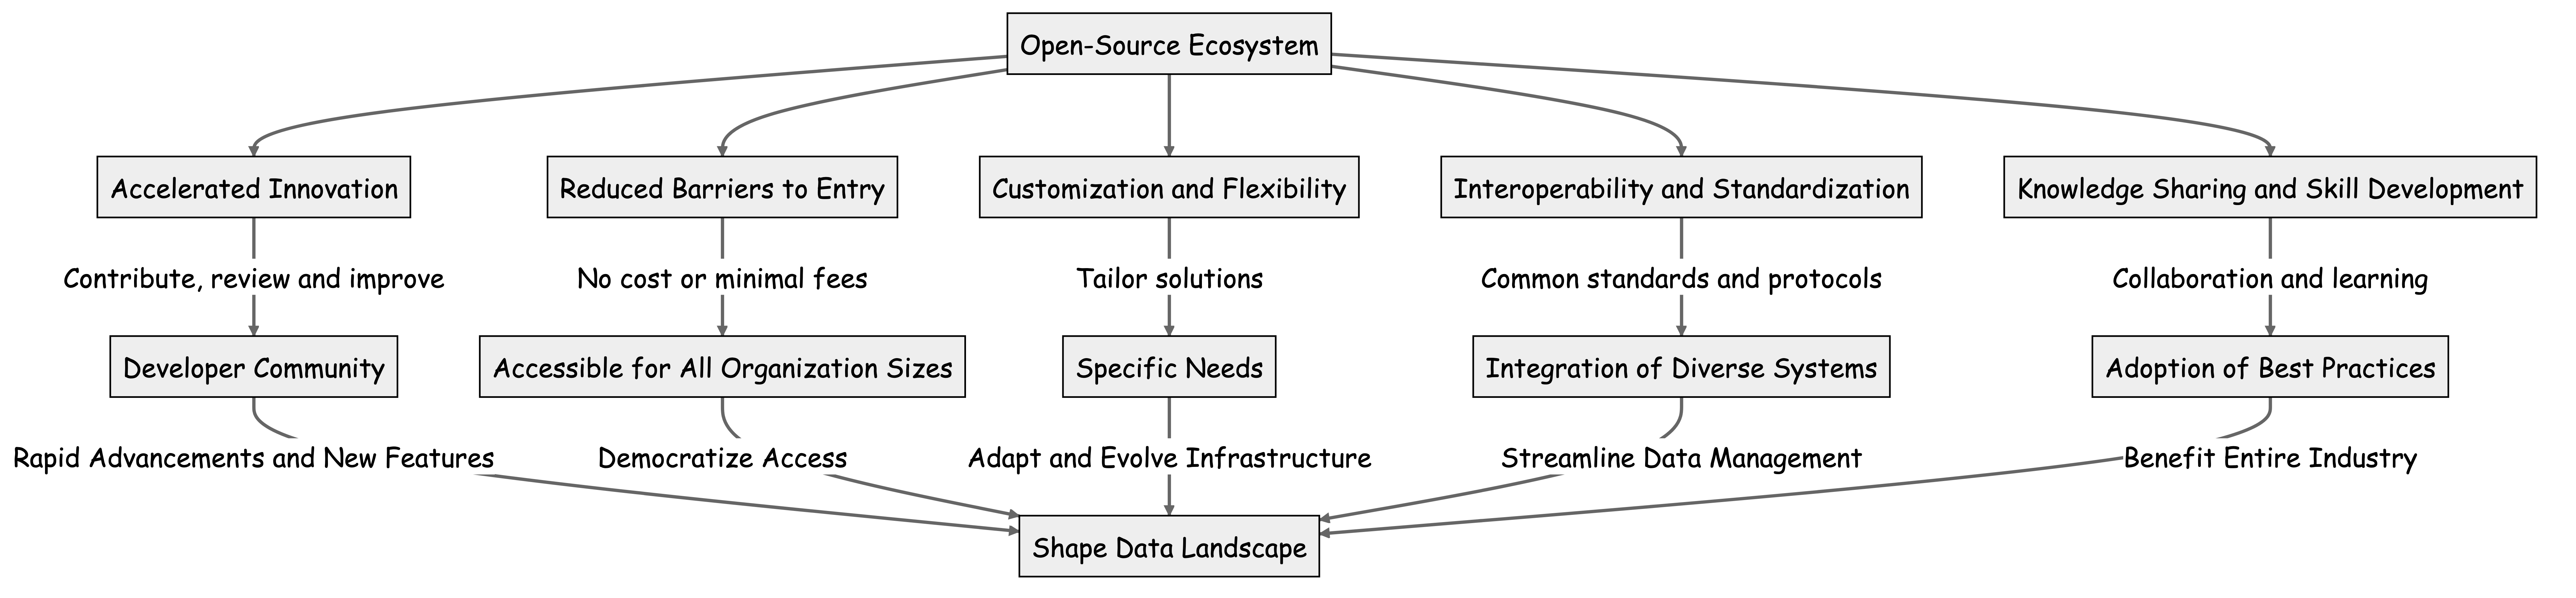 Open-Source Ecosystem
Accelerated Innovation
Reduced Barriers to Entry
Customization and Flexibility
Interoperability and Standardization
Knowledge Sharing and Skill Development
Contribute, review and improve
No cost or minimal fees
Tailor solutions
Common standards and protocols
Collaboration and learning
Developer Community
Accessible for All Organization Sizes
Specific Needs
Integration of Diverse Systems
Adoption of Best Practices
Rapid Advancements and New Features
Democratize Access
Adapt and Evolve Infrastructure
Streamline Data Management
Benefit Entire Industry
Shape Data Landscape